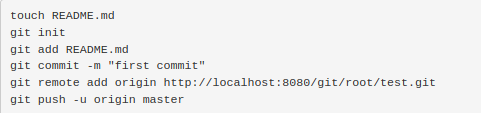 touch README.md
git init
git add README.md
git commit -m "first commit"
git remote add origin http://localhost:8080/git/root/test.git
git push -u origin master